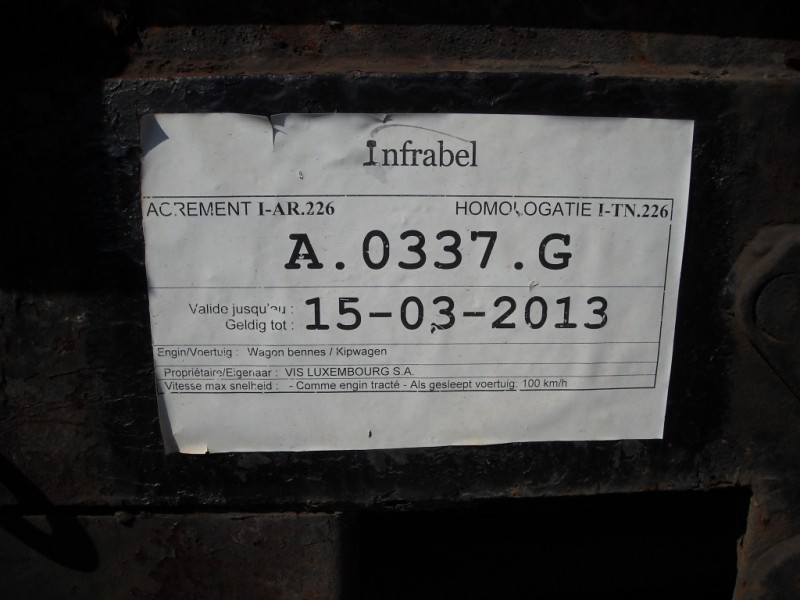 Infrabel
AGREMENT I-AR.226 HOMOLOGATIE I-TN.226
A.0337.G
Valide jusqu'au : 15-03-2013
Geldig tot :
Engin/Voertuig : Wagon bennes / Kipwagen
Propriétaire/Eigenaar : VIS LUXEMBOURG S.A.
Vitesse max snelheid : - Comme engin tracté - Als gesleept voertuig: 100 km/h